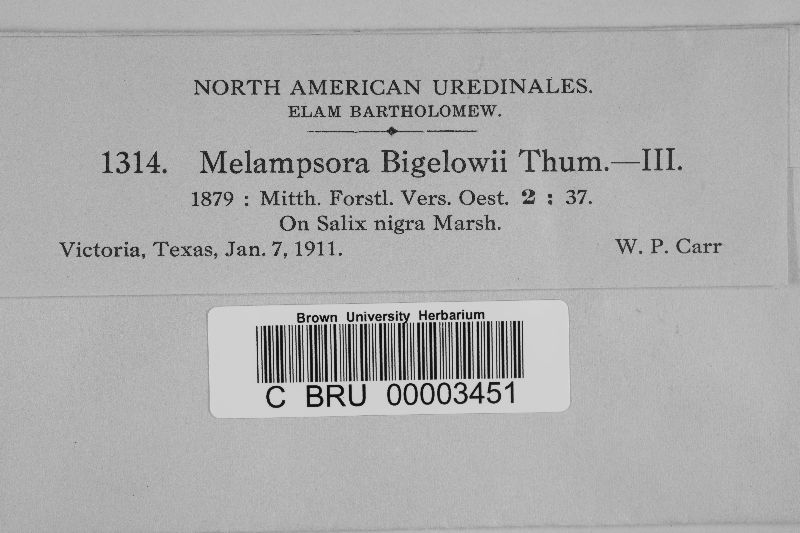 NORTH AMERICAN UREDINALES.
ELAM BARTHOLOMEW.
1314. Melampsora Bigelowii Thum.—III.
1879 : Mitth. Forstl. Vers. Oest. 2 : 37.
On Salix nigra Marsh.
Victoria, Texas, Jan. 7, 1911. W. P. Carr
Brown University Herbarium
C BRU 00003451